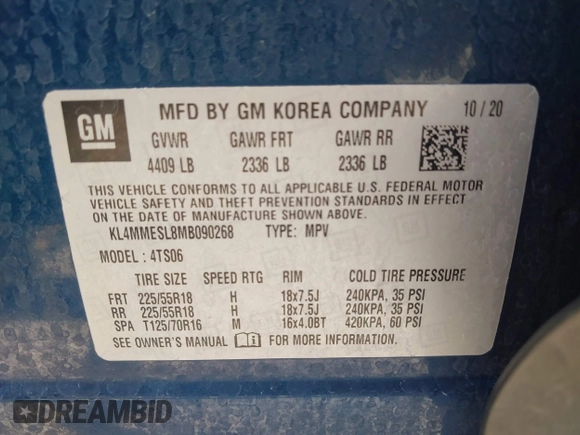 GM MFD BY GM KOREA COMPANY 10/20
GVWR GAWR FRT GAWR RR
4409 LB 2336 LB 2336 LB
THIS VEHICLE CONFORMS TO ALL APPLICABLE U.S. FEDERAL MOTOR
VEHICLE SAFETY AND THEFT PREVENTION STANDARDS IN EFFECT
ON THE DATE OF MANUFACTURE SHOWN ABOVE.
KL4MMESL8MB090268 TYPE: MPV
MODEL: 4TS06
TIRE SIZE SPEED RTG RIM COLD TIRE PRESSURE
FRT 225/55R18 H 18x7.5J 240KPA, 35 PSI
RR 225/55R18 H 18x7.5J 240KPA, 35 PSI
SPA T125/70R16 M 16x4.0BT 420KPA, 60 PSI
SEE OWNER'S MANUAL FOR MORE INFORMATION.
DREAMBID